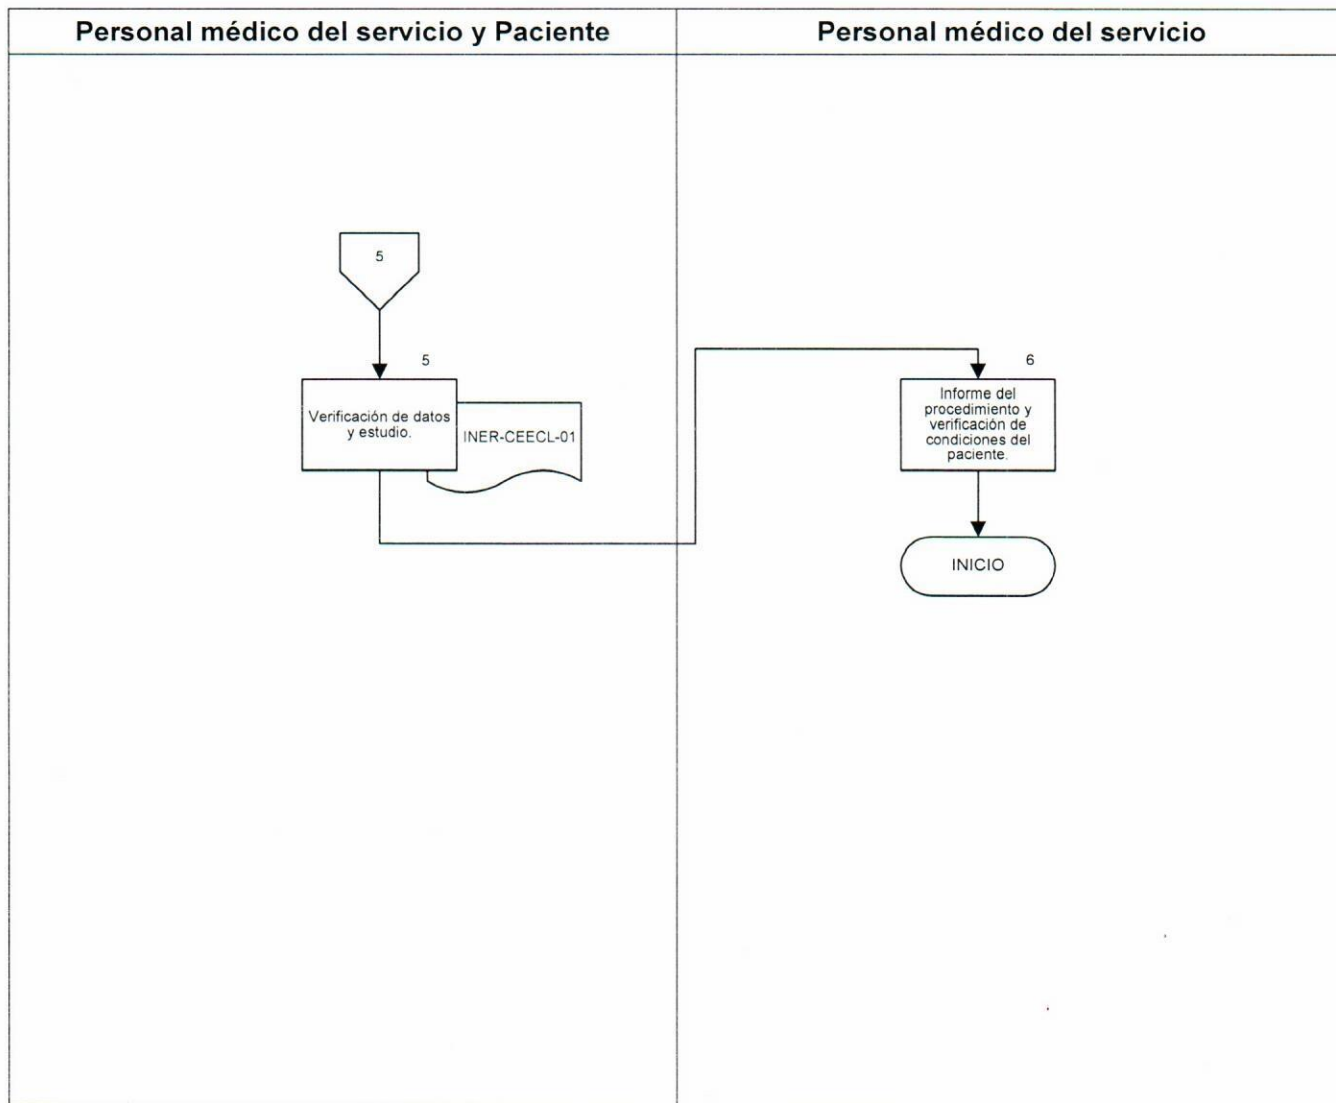 Personal médico del servicio y Paciente
Personal médico del servicio
5
5
Verificación de datos
y estudio.
INER-CEECL-01
6
Informe del
procedimiento y
verificación de
condiciones del
paciente.
INICIO